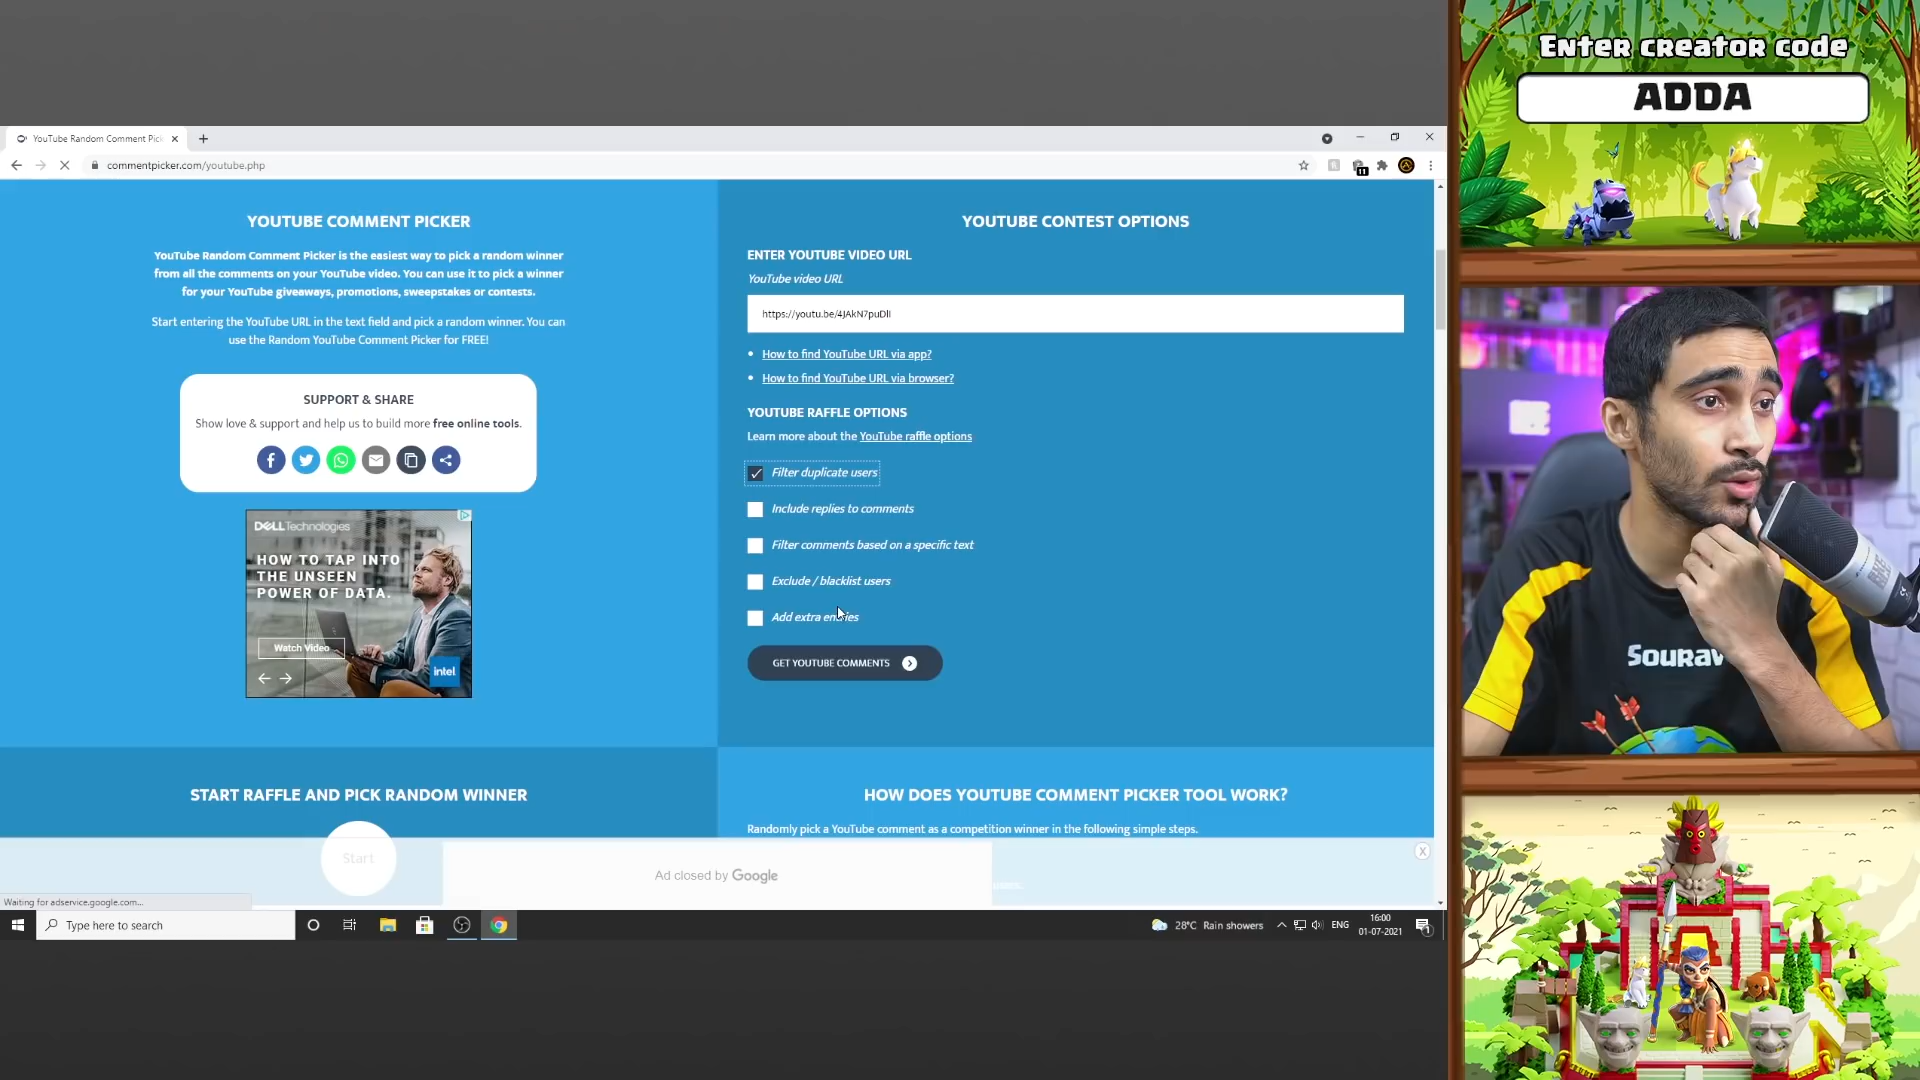 Enter creator code
ADDA
YouTube Random Comment Pic
commentpicker.com/youtube.php
11
YOUTUBE COMMENT PICKER
YouTube Random Comment Picker is the easiest way to pick a random winner
from all the comments on your YouTube video. You can use it to pick a winner
for your YouTube giveaways, promotions, sweepstakes or contests.
Start entering the YouTube URL in the text field and pick a random winner. You can
use the Random YouTube Comment Picker for FREE!
SUPPORT & SHARE
Show love & support and help us to build more free online tools.
DELL Technologies
HOW TO TAP INTO
THE UNSEEN
POWER OF DATA.
Watch Video
intel
YOUTUBE CONTEST OPTIONS
ENTER YOUTUBE VIDEO URL
YouTube video URL
https://youtu.be/4JAkN7puDlI
How to find YouTube URL via app?
How to find YouTube URL via browser?
YOUTUBE RAFFLE OPTIONS
Learn more about the YouTube raffle options
Filter duplicate users
Include replies to comments
Filter comments based on a specific text
Exclude / blacklist users
Add extra entries
GET YOUTUBE COMMENTS
START RAFFLE AND PICK RANDOM WINNER
Start
HOW DOES YOUTUBE COMMENT PICKER TOOL WORK?
Randomly pick a YouTube comment as a competition winner in the following simple steps.
Ad closed by Google
X
Waiting for adservice.google.com...
Type here to search
28°C Rain showers
ENG
16:00
01-07-2021
1
Sourav